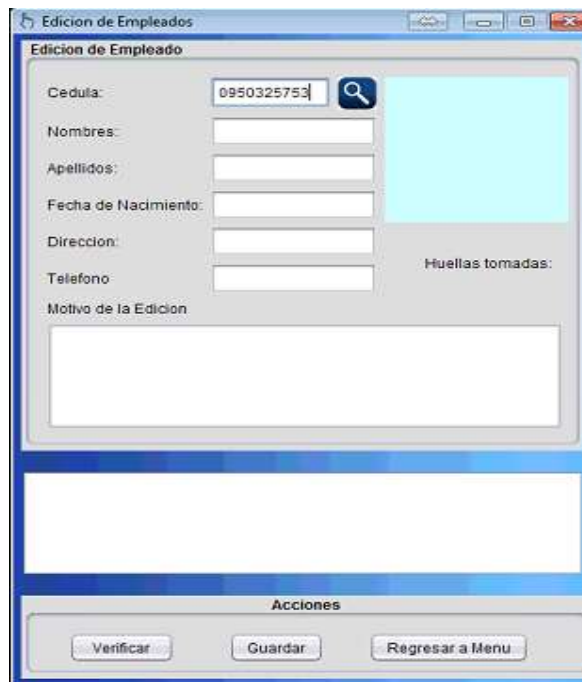 Edicion de Empleados
Edicion de Empleado
Cedula: 0950325753
Nombres:
Apellidos:
Fecha de Nacimiento:
Direccion:
Telefono
Huellas tomadas:
Motivo de la Edicion
Acciones
Verificar Guardar Regresar a Menu